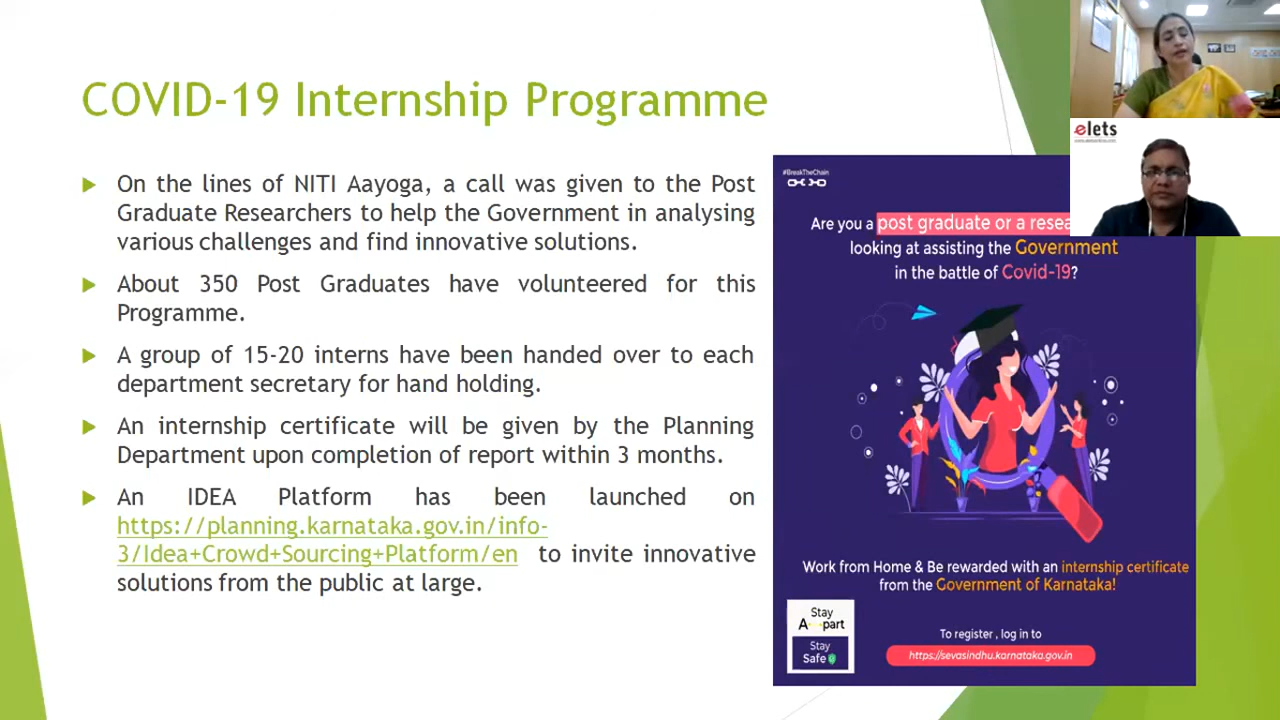 COVID-19 Internship Programme
On the lines of NITI Aayoga, a call was given to the Post
Graduate Researchers to help the Government in analysing
various challenges and find innovative solutions.
About 350 Post Graduates have volunteered for this
Programme.
A group of 15-20 interns have been handed over to each
department secretary for hand holding.
An internship certificate will be given by the Planning
Department upon completion of report within 3 months.
An IDEA Platform has been launched on
https://planning.karnataka.gov.in/info-
3/Idea+Crowd+Sourcing+Platform/en to invite innovative
solutions from the public at large.
elets
#BreakTheChain
Are you a post graduate or a resea
looking at assisting the Government
in the battle of Covid-19?
Work from Home & Be rewarded with an internship certificate
from the Government of Karnataka!
Stay
A part
Stay
Safe
To register , log in to
https://sevasindhu.karnataka.gov.in